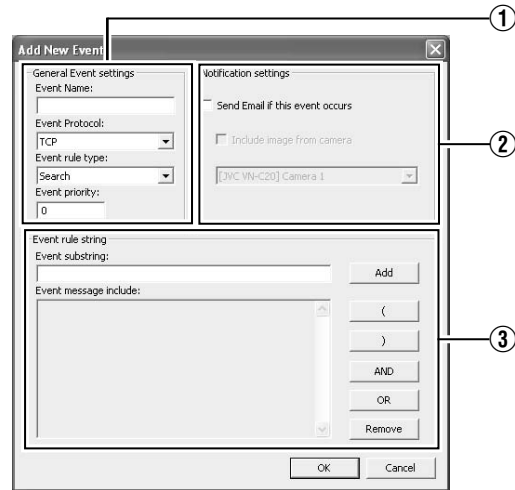 ①
Add New Event
General Event settings
Event Name:
Event Protocol:
TCP
Event rule type:
Search
Event priority:
0
Notification settings
Send Email if this event occurs
Include image from camera
[JVC VN-C20] Camera 1
②
Event rule string
Event substring:
Add
Event message include:
(
)
AND
OR
Remove
③
OK
Cancel